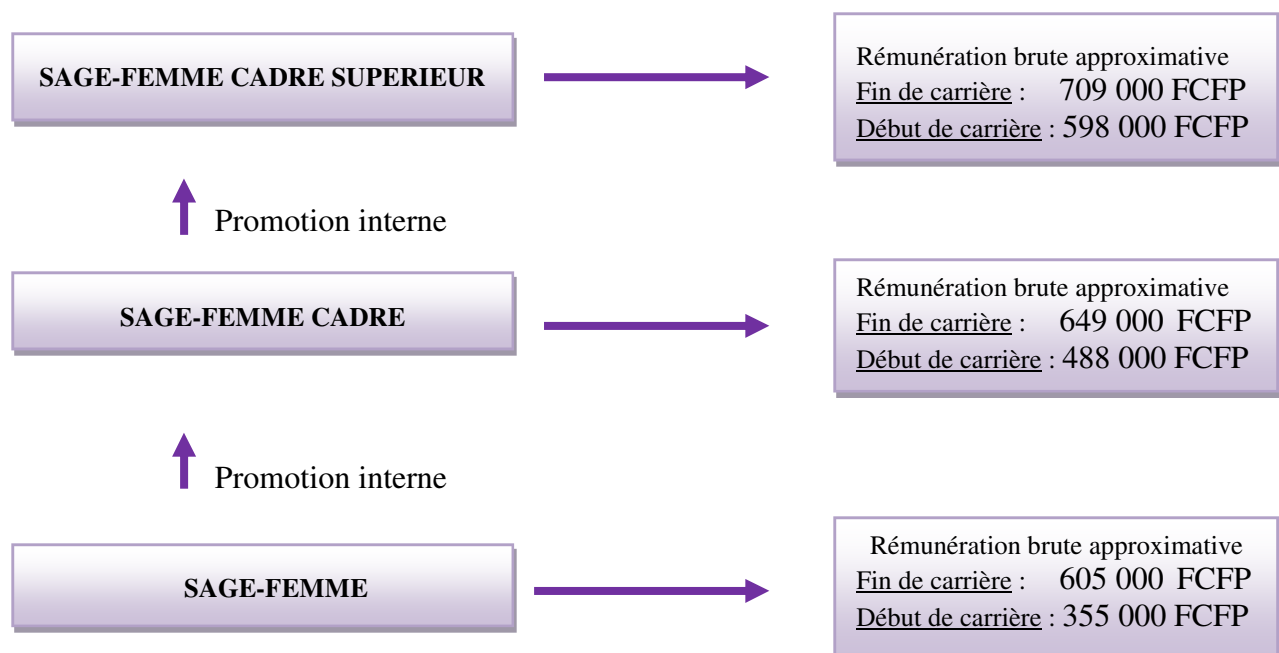 SAGE-FEMME CADRE SUPERIEUR
Rémunération brute approximative
Fin de carrière : 709 000 FCFP
Début de carrière : 598 000 FCFP
Promotion interne
SAGE-FEMME CADRE
Rémunération brute approximative
Fin de carrière : 649 000 FCFP
Début de carrière : 488 000 FCFP
Promotion interne
SAGE-FEMME
Rémunération brute approximative
Fin de carrière : 605 000 FCFP
Début de carrière : 355 000 FCFP